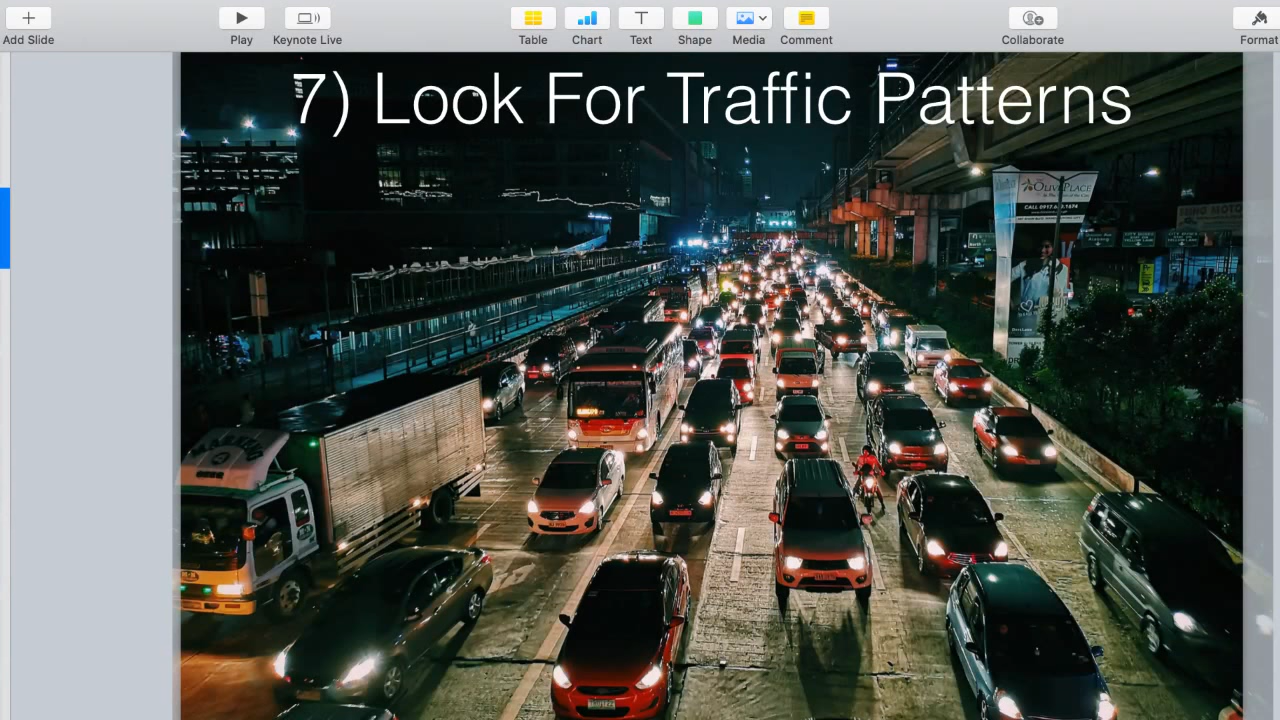 Add Slide
Play
Keynote Live
Table
Chart
Text
Shape
Media
Comment
Collaborate
Format
7) Look For Traffic Patterns
OLIVEPLACE